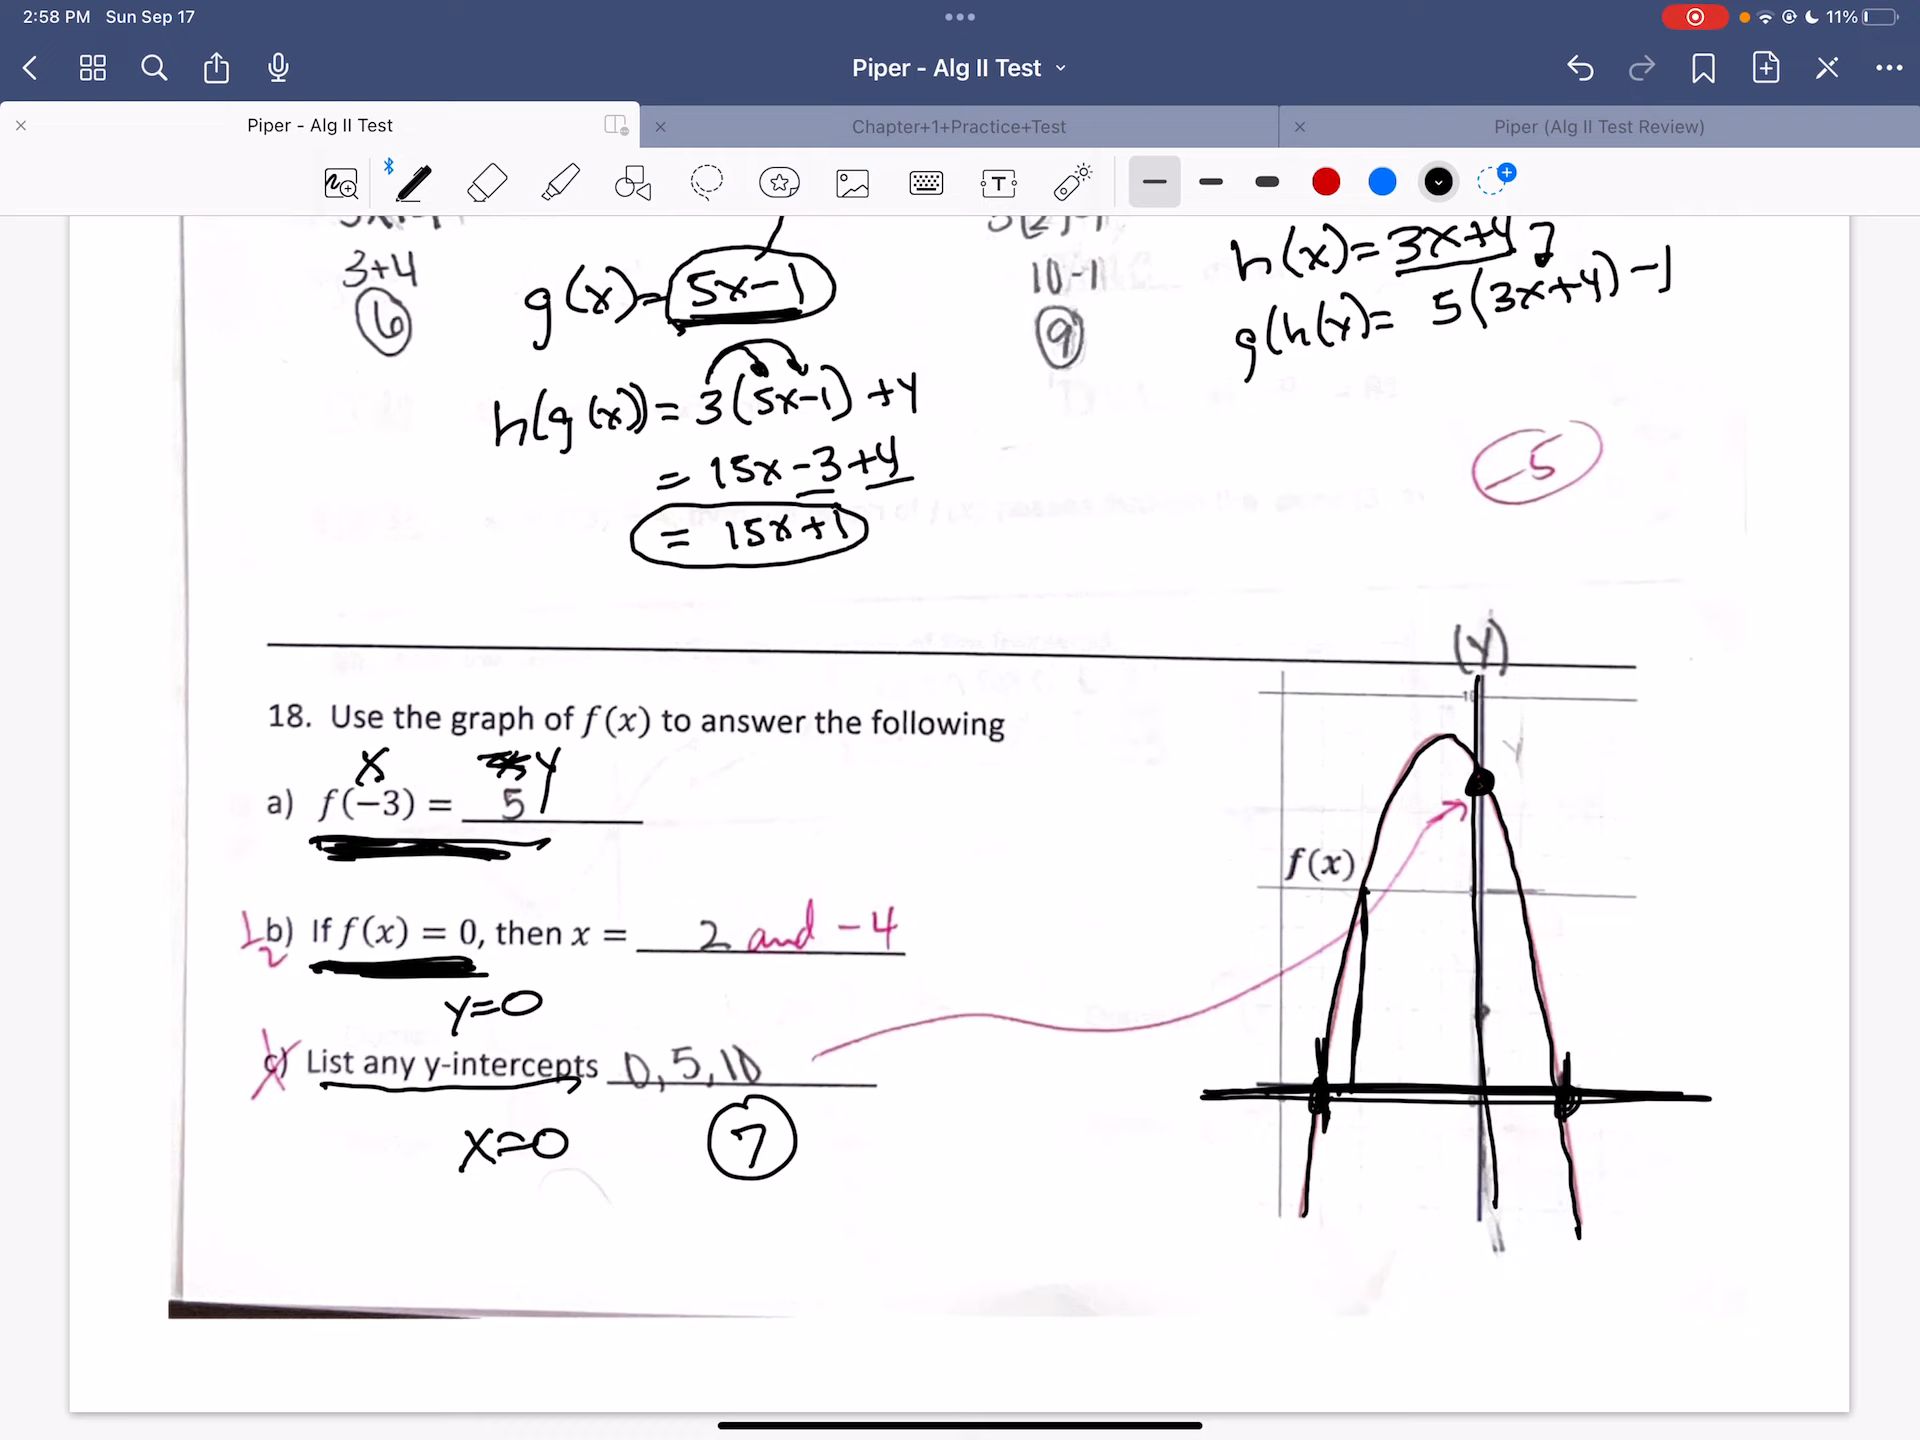 2:58 PM Sun Sep 17
11%
Piper - Alg II Test
Piper - Alg II Test
Chapter+1+Practice+Test
Piper (Alg II Test Review)
T
3+4
6
g(x)= 5x-1
h(g(x))= 3(5x-1)+4
= 15x-3+4
= 15x+1
10-1
9
h(x)= 3x+4
g(h(x)= 5(3x+4)-1
-5
18. Use the graph of f(x) to answer the following
x
y
a) f(-3) = 5
b) If f(x) = 0, then x = 2 and -4
y=0
c) List any y-intercepts 0, 5, 10
x=0
7
(Y)
10
y
f(x)